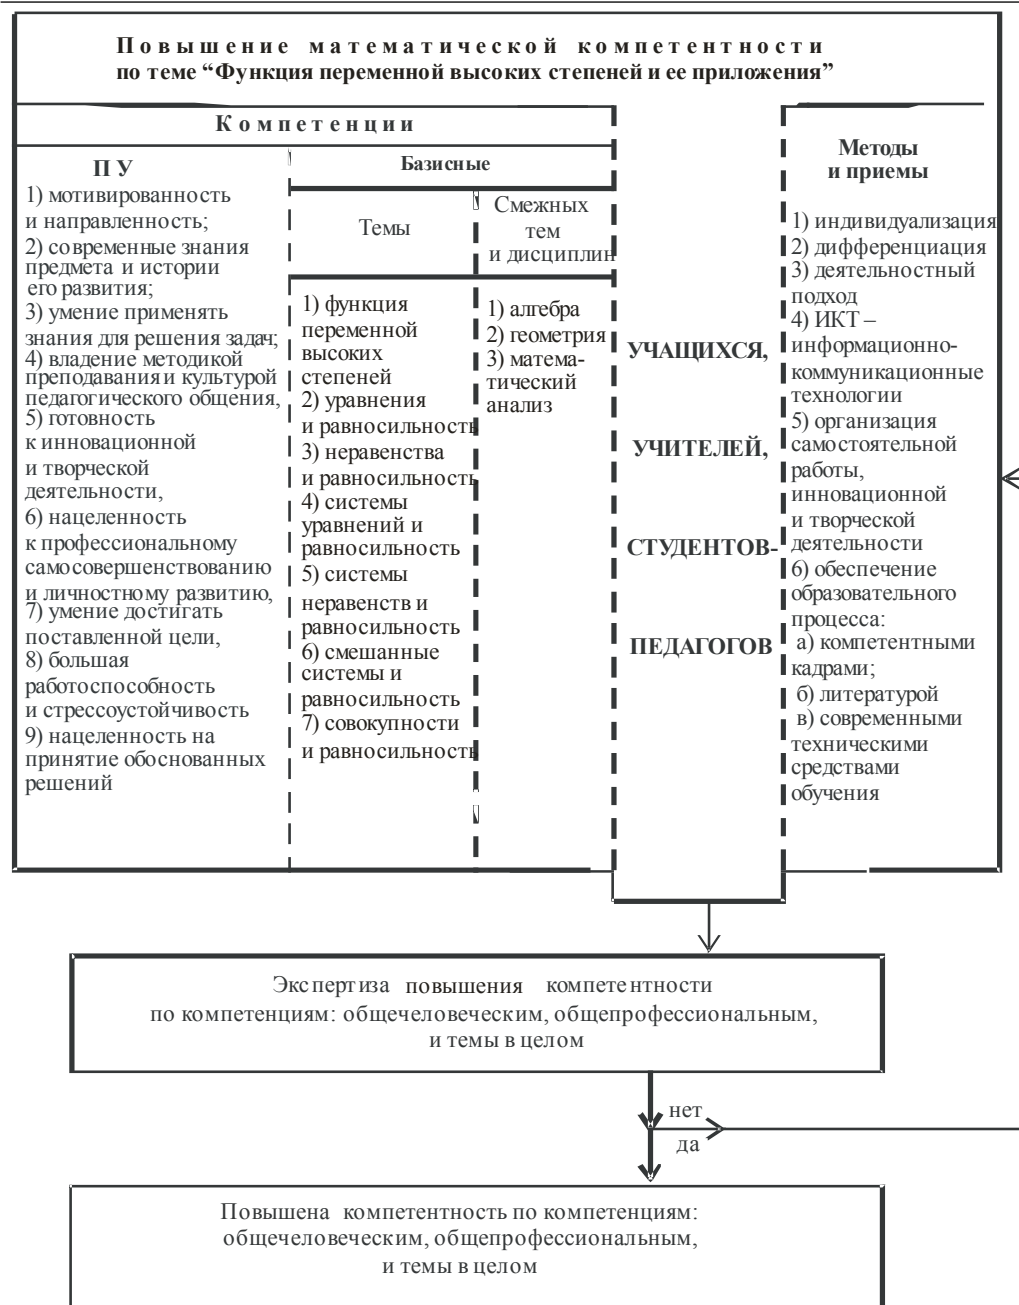 Повышение математической компетентности
по теме “Функция переменной высоких степеней и ее приложения”
Компетенции
ПУ
1) мотивированность
и направленность;
2) современные знания
предмета и истории
его развития;
3) умение применять
знания для решения задач;
4) владение методикой
преподавания и культурой
педагогического общения,
5) готовность
к инновационной
и творческой
деятельности,
6) нацеленность
к профессиональному
самосовершенствованию
и личностному развитию,
7) умение достигать
поставленной цели,
8) большая
работоспособность
и стрессоустойчивость
9) нацеленность на
принятие обоснованных
решений
Базисные
Темы
1) функция
переменной
высоких
степеней
2) уравнения
и равносильность
3) неравенства
и равносильность
4) системы
уравнений и
равносильность
5) системы
неравенств и
равносильность
6) смешанные
системы и
равносильность
7) совокупности
и равносильность
Смежных
тем
и дисциплин
1) алгебра
2) геометрия
3) матема-
тический
анализ
УЧАЩИХСЯ,
УЧИТЕЛЕЙ,
СТУДЕНТОВ-
ПЕДАГОГОВ
Методы
и приемы
1) индивидуализация
2) дифференциация
3) деятельностный
подход
4) ИКТ –
информационно-
коммуникационные
технологии
5) организация
самостоятельной
работы,
инновационной
и творческой
деятельности
6) обеспечение
образовательного
процесса:
а) компетентными
кадрами;
б) литературой
в) современными
техническими
средствами
обучения
Экспертиза повышения компетентности
по компетенциям: общечеловеческим, общепрофессиональным,
и темы в целом
нет
да
Повышена компетентность по компетенциям:
общечеловеческим, общепрофессиональным,
и темы в целом